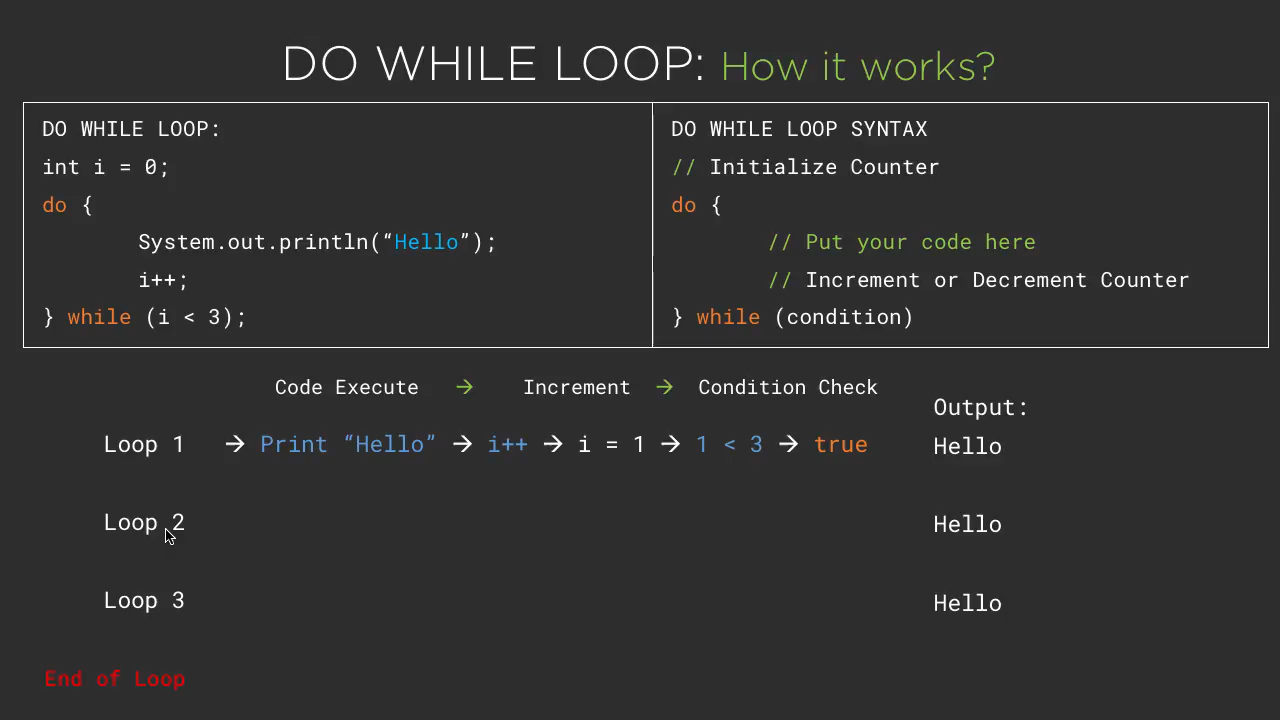 DO WHILE LOOP: How it works?
DO WHILE LOOP:
int i = 0;
do {
System.out.println(“Hello”);
i++;
} while (i < 3);
DO WHILE LOOP SYNTAX
// Initialize Counter
do {
// Put your code here
// Increment or Decrement Counter
} while (condition)
Code Execute → Increment → Condition Check
Output:
Loop 1 → Print “Hello” → i++ → i = 1 → 1 < 3 → true Hello
Loop 2 Hello
Loop 3 Hello
End of Loop